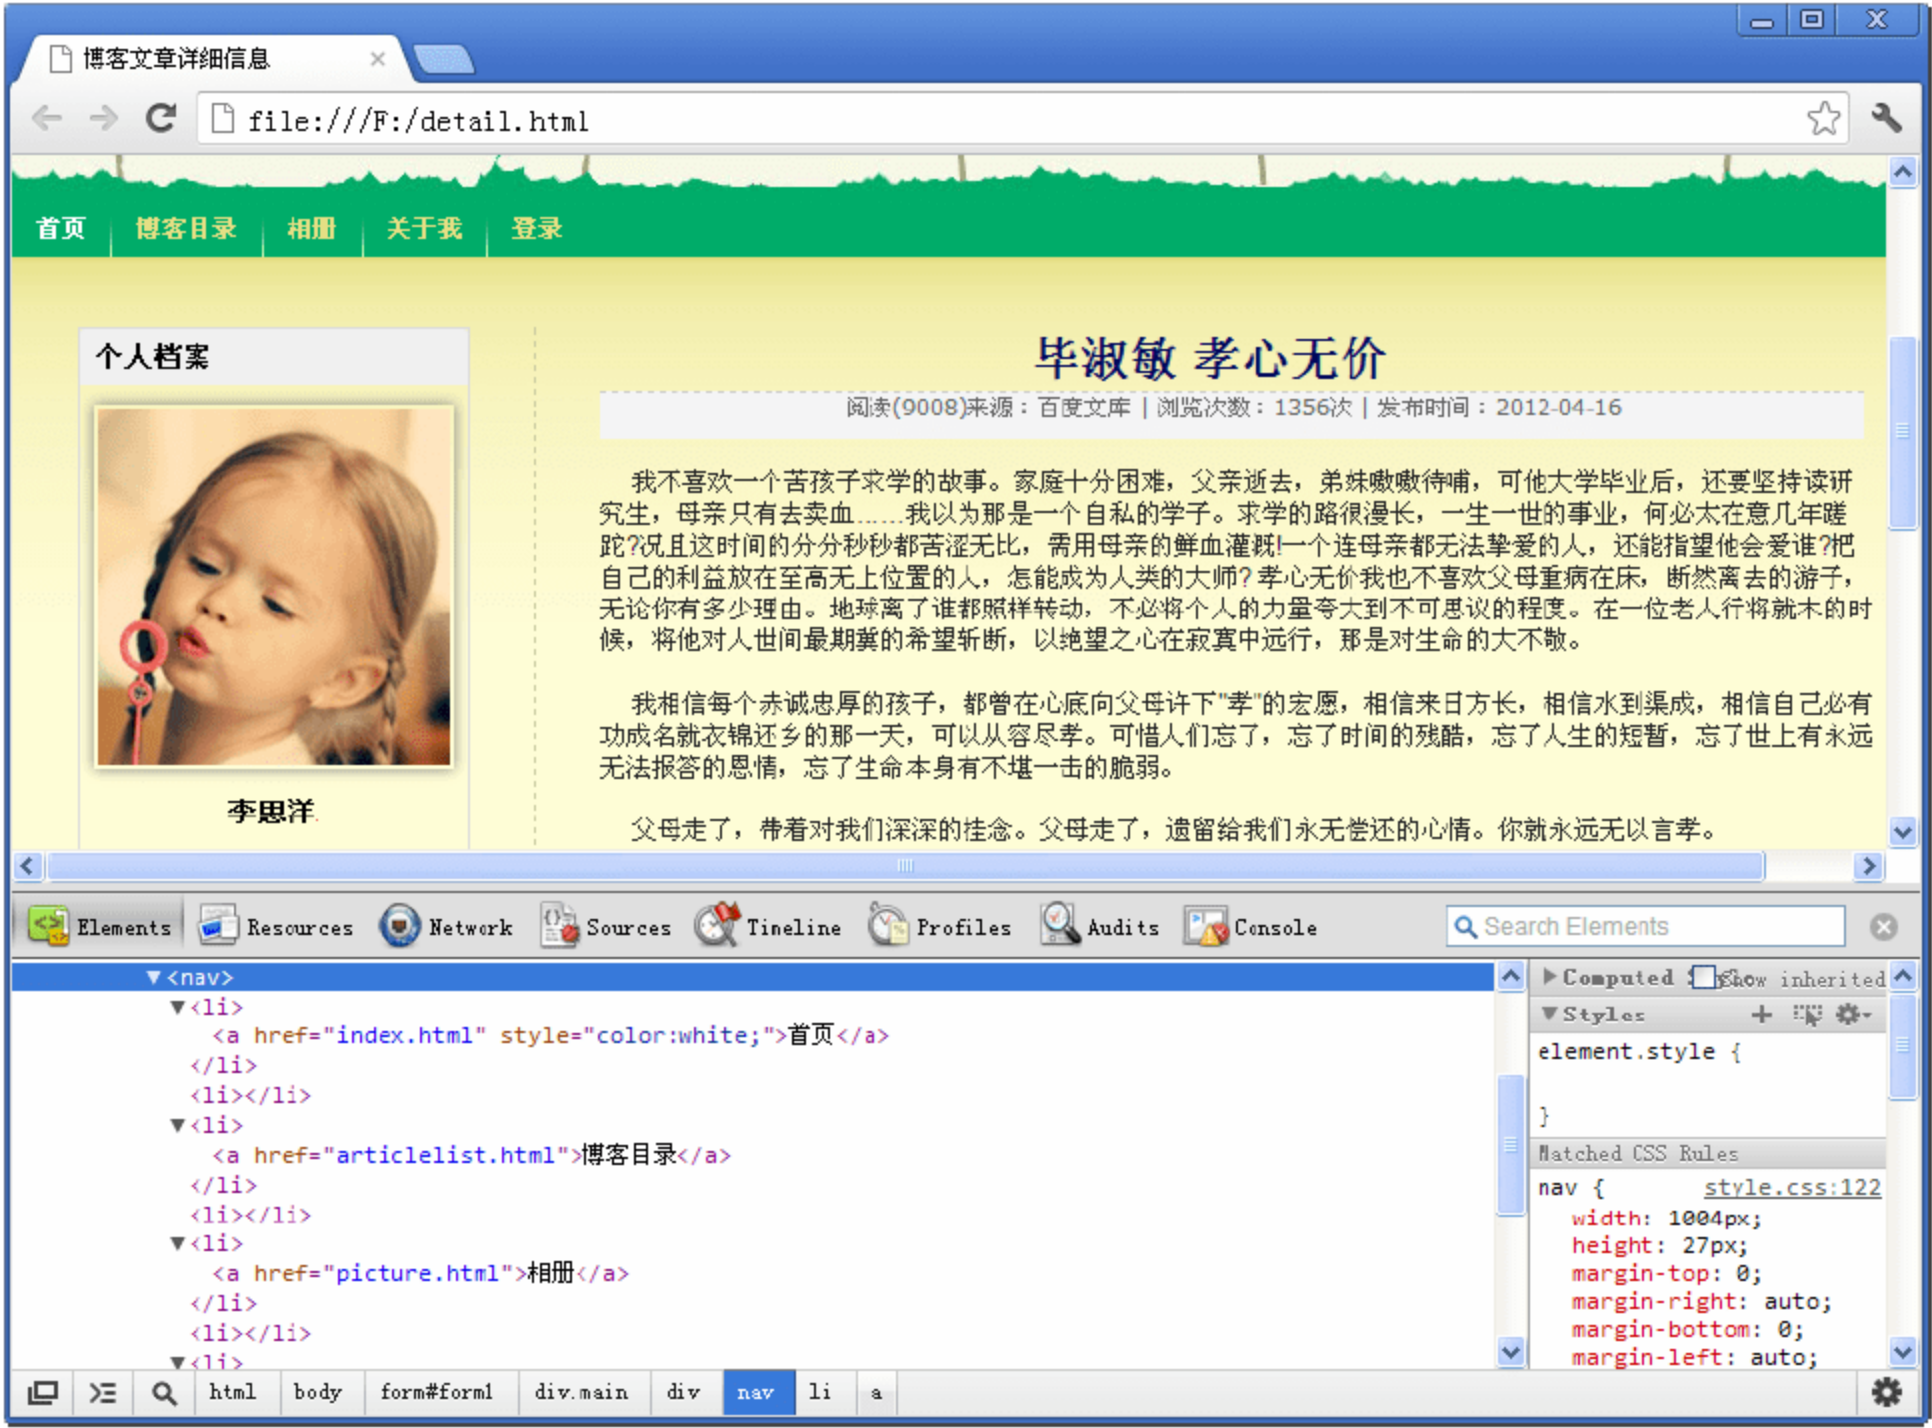 博客文章详细信息
file:///F:/detail.html
首页 博客目录 相册 关于我 登录
个人档案
李思洋
毕淑敏 孝心无价
阅读(9008)来源：百度文库 | 浏览次数：1356次 | 发布时间：2012-04-16
我不喜欢一个苦孩子求学的故事。家庭十分困难，父亲逝去，弟妹嗷嗷待哺，可他大学毕业后，还要坚持读研
究生，母亲只有去卖血……我以为那是一个自私的学子。求学的路很漫长，一生一世的事业，何必太在意几年蹉
跎?况且这时间的分分秒秒都苦涩无比，需用母亲的鲜血灌溉!一个连母亲都无法挚爱的人，还能指望他会爱谁?把
自己的利益放在至高无上位置的人，怎能成为人类的大师?孝心无价我也不喜欢父母重病在床，断然离去的游子，
无论你有多少理由。地球离了谁都照样转动，不必将个人的力量夸大到不可思议的程度。在一位老人行将就木的时
候，将他对人世间最期冀的希望斩断，以绝望之心在寂寞中远行，那是对生命的大不敬。
我相信每个赤诚忠厚的孩子，都曾在心底向父母许下"孝"的宏愿，相信来日方长，相信水到渠成，相信自己必有
功成名就衣锦还乡的那一天，可以从容尽孝。可惜人们忘了，忘了时间的残酷，忘了人生的短暂，忘了世上有永远
无法报答的恩情，忘了生命本身有不堪一击的脆弱。
父母走了，带着对我们深深的挂念。父母走了，遗留给我们永无偿还的心情。你就永远无以言孝。
Elements Resources Network Sources Timeline Profiles Audits Console Search Elements
<nav>
<li>
<a href="index.html" style="color:white;">首页</a>
</li>
<li></li>
<li>
<a href="articlelist.html">博客目录</a>
</li>
<li></li>
<li>
<a href="picture.html">相册</a>
</li>
<li></li>
<li>
Computed Show inherited
Styles
element.style {
}
Matched CSS Rules
nav { style.css:122
width: 1004px;
height: 27px;
margin-top: 0;
margin-right: auto;
margin-bottom: 0;
margin-left: auto;
html body form#form1 div.main div nav li a